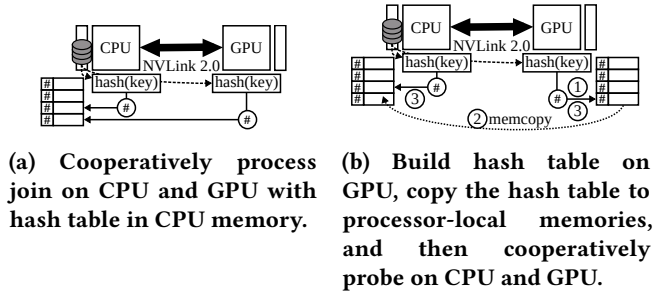 CPU
GPU
NVLink 2.0
hash(key)
hash(key)
#
#
#
#
#
#
(a) Cooperatively process
join on CPU and GPU with
hash table in CPU memory.
CPU
GPU
NVLink 2.0
hash(key)
hash(key)
#
#
#
#
#
#
#
#
#
#
3
1
3
2 memcopy
(b) Build hash table on
GPU, copy the hash table to
processor-local memories,
and then cooperatively
probe on CPU and GPU.